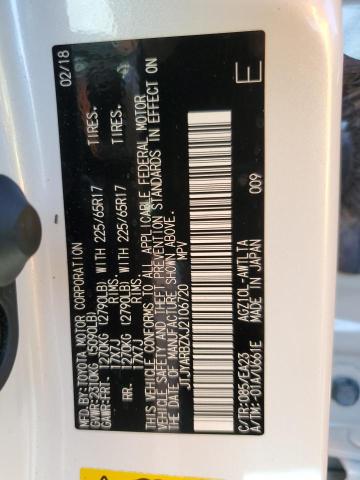 MFD.BY:TOYOTA MOTOR CORPORATION 02/18
GVWR:2310KG (5090LB)
GAWR:FRT. 1270KG (2790LB) WITH 225/65R17 TIRES.
17X7J RIMS.
RR. 1270KG (2790LB) WITH 225/65R17 TIRES.
17X7J RIMS.
THIS VEHICLE CONFORMS TO ALL APPLICABLE FEDERAL MOTOR
VEHICLE SAFETY AND THEFT PREVENTION STANDARDS IN EFFECT ON
THE DATE OF MANUFACTURE SHOWN ABOVE.
JTJYARBZXJ2106720 MPV
C/TR:085/EA23 AGZ10L-AWTLTA 009
A/TM:-01A/U661E MADE IN JAPAN
E